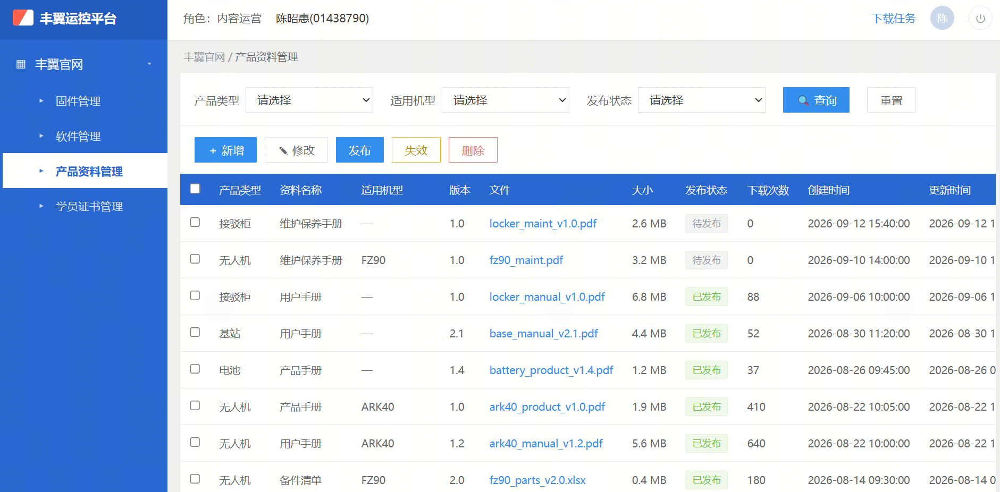 丰翼运控平台
角色：内容运营 陈昭惠(01438790)
下载任务 陈
丰翼官网
固件管理
软件管理
产品资料管理
学员证书管理
丰翼官网 / 产品资料管理
产品类型 请选择 适用机型 请选择 发布状态 请选择 查询 重置
+ 新增 修改 发布 失效 删除
产品类型 资料名称 适用机型 版本 文件 大小 发布状态 下载次数 创建时间 更新时间
接驳柜 维护保养手册 — 1.0 locker_maint_v1.0.pdf 2.6 MB 待发布 0 2026-09-12 15:40:00 2026-09-12 1
无人机 维护保养手册 FZ90 1.0 fz90_maint.pdf 3.2 MB 待发布 0 2026-09-10 14:00:00 2026-09-10 1
接驳柜 用户手册 — 1.0 locker_manual_v1.0.pdf 6.8 MB 已发布 88 2026-09-06 10:00:00 2026-09-06 1
基站 用户手册 — 2.1 base_manual_v2.1.pdf 4.4 MB 已发布 52 2026-08-30 11:20:00 2026-08-30 1
电池 产品手册 — 1.4 battery_product_v1.4.pdf 1.2 MB 已发布 37 2026-08-26 09:45:00 2026-08-26 0
无人机 产品手册 ARK40 1.0 ark40_product_v1.0.pdf 1.9 MB 已发布 410 2026-08-22 10:05:00 2026-08-22 1
无人机 用户手册 ARK40 1.2 ark40_manual_v1.2.pdf 5.6 MB 已发布 640 2026-08-22 10:00:00 2026-08-22 1
无人机 备件清单 FZ90 2.0 fz90_parts_v2.0.xlsx 0.4 MB 已发布 180 2026-08-14 09:30:00 2026-08-14 0